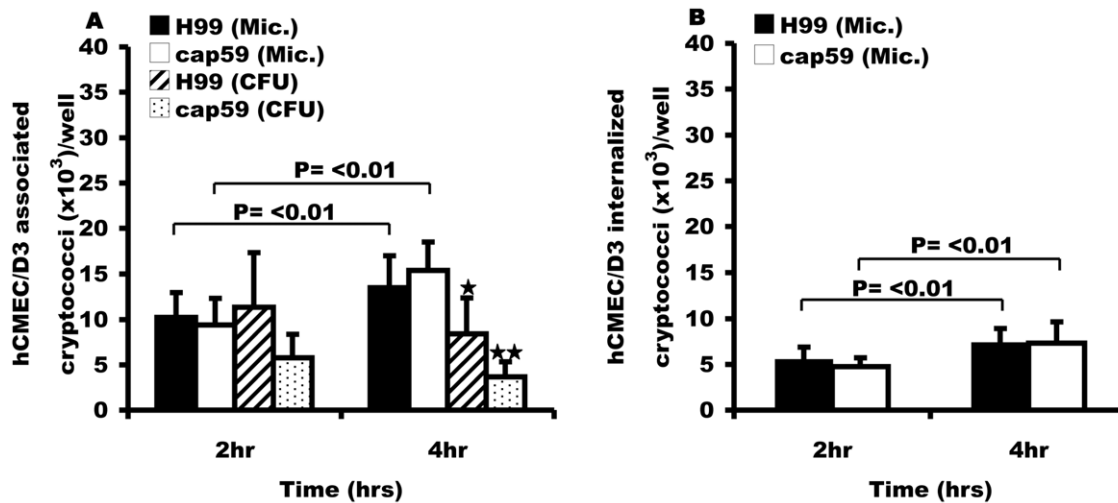 A
H99 (Mic.)
cap59 (Mic.)
H99 (CFU)
cap59 (CFU)
hCMEC/D3 associated
cryptococci (x10³)/well
40
35
30
25
20
15
10
5
0
P= <0.01
P= <0.01
★
★★
2hr
4hr
Time (hrs)
B
H99 (Mic.)
cap59 (Mic.)
hCMEC/D3 internalized
cryptococci (x10³)/well
40
35
30
25
20
15
10
5
0
P= <0.01
P= <0.01
2hr
4hr
Time (hrs)